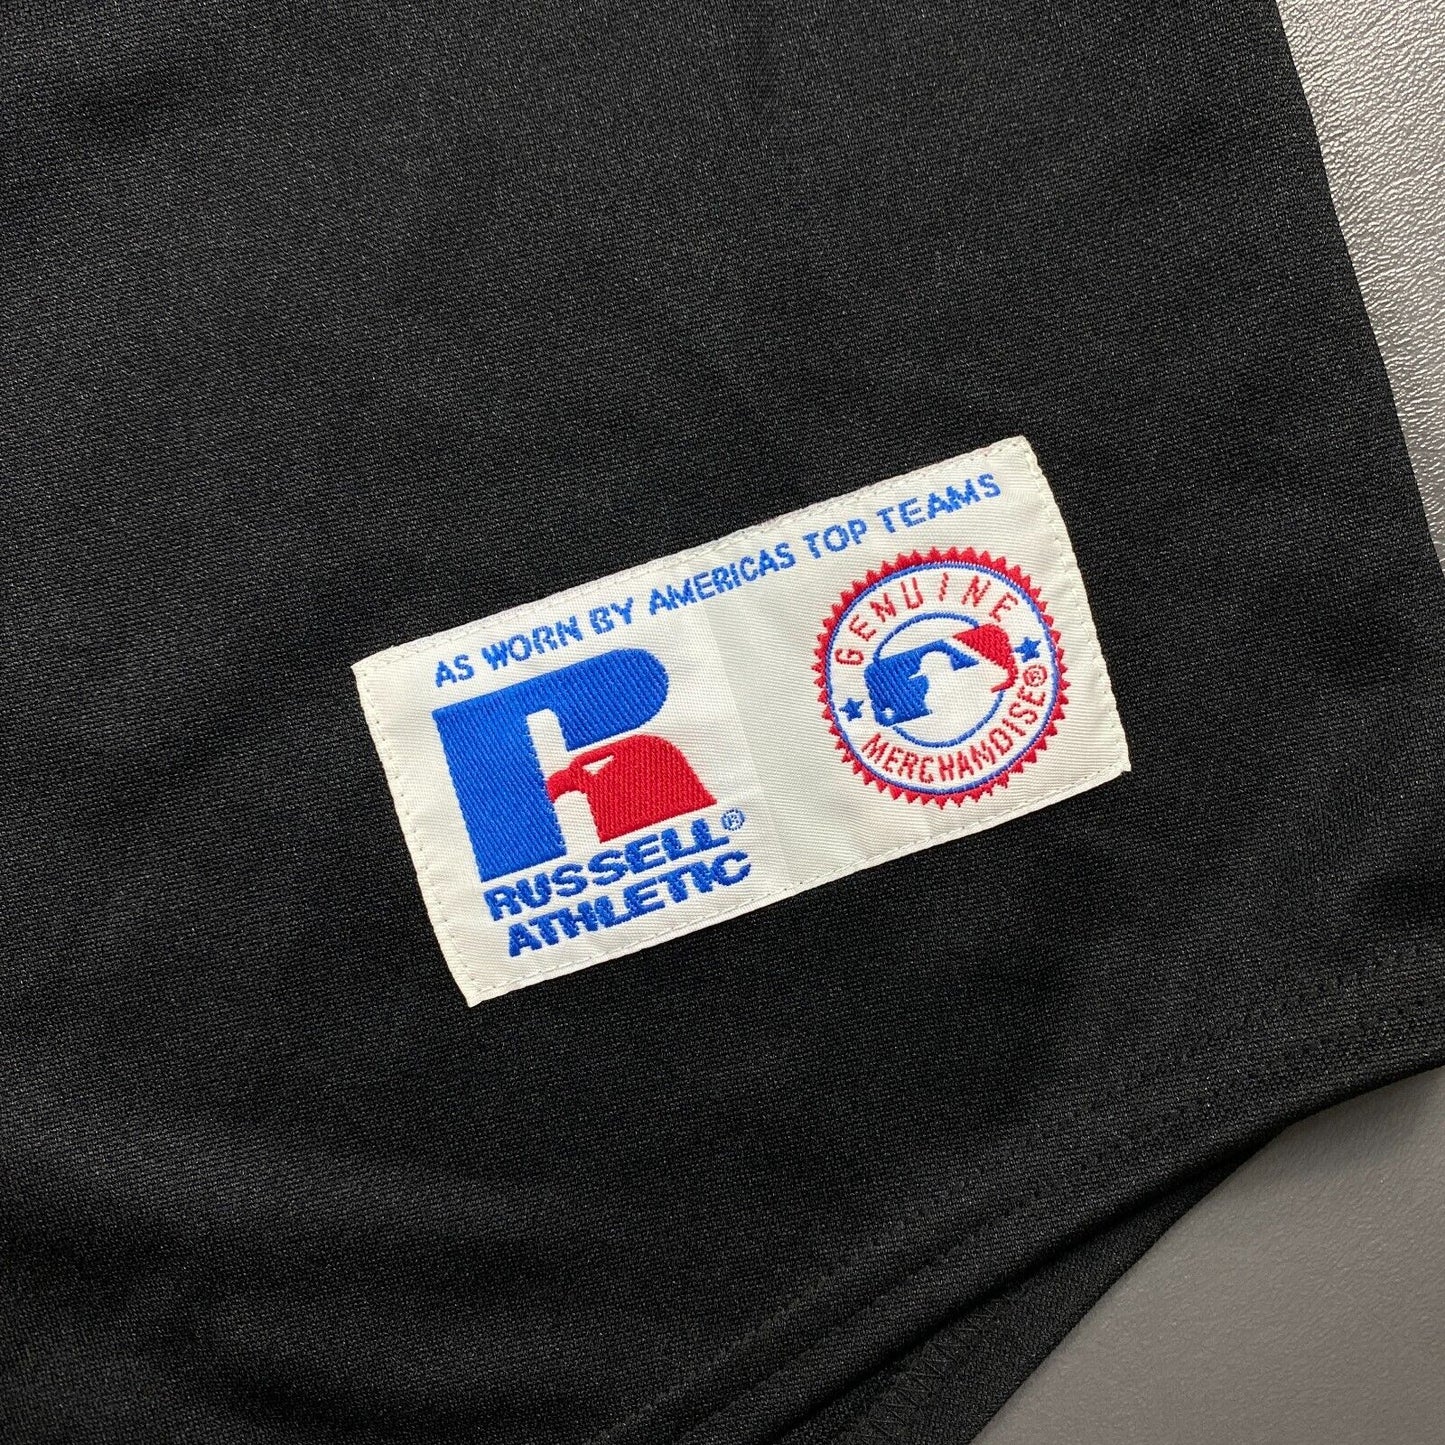 AS WORN BY AMERICAS TOP TEAMS
R
RUSSELL®
ATHLETIC
GENUINE
MERCHANDISE®